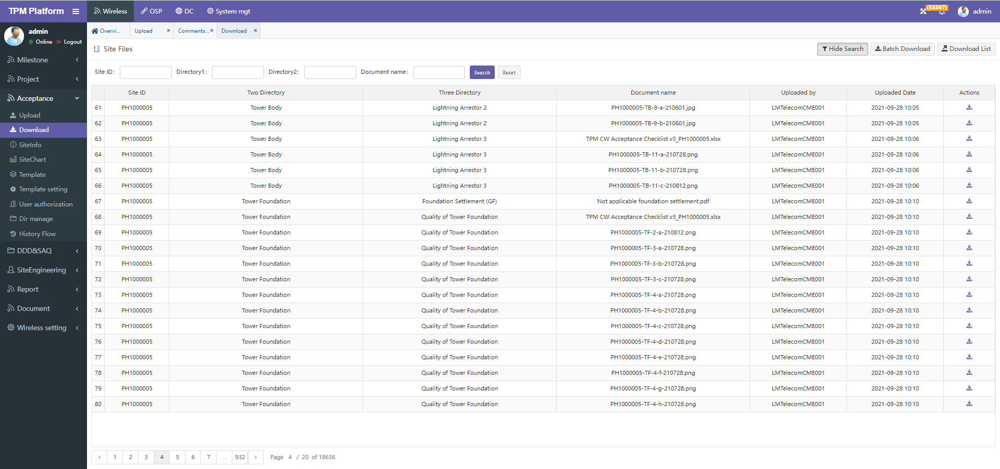 TPM Platform Wireless OSP DC System mgt (53367) admin
admin
Online Logout
Overvi... Upload × Comments... × Download ×
Site Files Hide Search Batch Download Download List
Site ID: Directory1: Directory2: Document name: Search Reset
Milestone
Project
Acceptance
Upload
Download
SiteInfo
SiteChart
Template
Template setting
User authorization
Dir manage
History Flow
DDD&SAQ
SiteEngineering
Report
Document
Wireless setting
Site ID Two Directory Three Directory Document name Uploaded by Uploaded Date Actions
61 PH1000005 Tower Body Lightning Arrestor 2 PH1000005-TB-9-a-210601.jpg LMTelecomCME001 2021-09-28 10:05
62 PH1000005 Tower Body Lightning Arrestor 2 PH1000005-TB-9-b-210601.jpg LMTelecomCME001 2021-09-28 10:05
63 PH1000005 Tower Body Lightning Arrestor 3 TPM CW Acceptance Checklist v3_PH1000005.xlsx LMTelecomCME001 2021-09-28 10:06
64 PH1000005 Tower Body Lightning Arrestor 3 PH1000005-TB-11-a-210728.png LMTelecomCME001 2021-09-28 10:06
65 PH1000005 Tower Body Lightning Arrestor 3 PH1000005-TB-11-b-210728.png LMTelecomCME001 2021-09-28 10:06
66 PH1000005 Tower Body Lightning Arrestor 3 PH1000005-TB-11-c-210812.png LMTelecomCME001 2021-09-28 10:06
67 PH1000005 Tower Foundation Foundation Settlement (GF) Not applicable foundation settlement.pdf LMTelecomCME001 2021-09-28 10:10
68 PH1000005 Tower Foundation Quality of Tower Foundation TPM CW Acceptance Checklist v3_PH1000005.xlsx LMTelecomCME001 2021-09-28 10:10
69 PH1000005 Tower Foundation Quality of Tower Foundation PH1000005-TF-2-a-210812.png LMTelecomCME001 2021-09-28 10:10
70 PH1000005 Tower Foundation Quality of Tower Foundation PH1000005-TF-3-a-210728.png LMTelecomCME001 2021-09-28 10:10
71 PH1000005 Tower Foundation Quality of Tower Foundation PH1000005-TF-3-b-210728.png LMTelecomCME001 2021-09-28 10:10
72 PH1000005 Tower Foundation Quality of Tower Foundation PH1000005-TF-3-c-210728.png LMTelecomCME001 2021-09-28 10:10
73 PH1000005 Tower Foundation Quality of Tower Foundation PH1000005-TF-4-a-210728.png LMTelecomCME001 2021-09-28 10:10
74 PH1000005 Tower Foundation Quality of Tower Foundation PH1000005-TF-4-b-210728.png LMTelecomCME001 2021-09-28 10:10
75 PH1000005 Tower Foundation Quality of Tower Foundation PH1000005-TF-4-c-210728.png LMTelecomCME001 2021-09-28 10:10
76 PH1000005 Tower Foundation Quality of Tower Foundation PH1000005-TF-4-d-210728.png LMTelecomCME001 2021-09-28 10:10
77 PH1000005 Tower Foundation Quality of Tower Foundation PH1000005-TF-4-e-210728.png LMTelecomCME001 2021-09-28 10:10
78 PH1000005 Tower Foundation Quality of Tower Foundation PH1000005-TF-4-f-210728.png LMTelecomCME001 2021-09-28 10:10
79 PH1000005 Tower Foundation Quality of Tower Foundation PH1000005-TF-4-g-210728.png LMTelecomCME001 2021-09-28 10:10
80 PH1000005 Tower Foundation Quality of Tower Foundation PH1000005-TF-4-h-210728.png LMTelecomCME001 2021-09-28 10:10
‹ 1 2 3 4 5 6 7 ... 932 › Page 4 / 20 of 18636